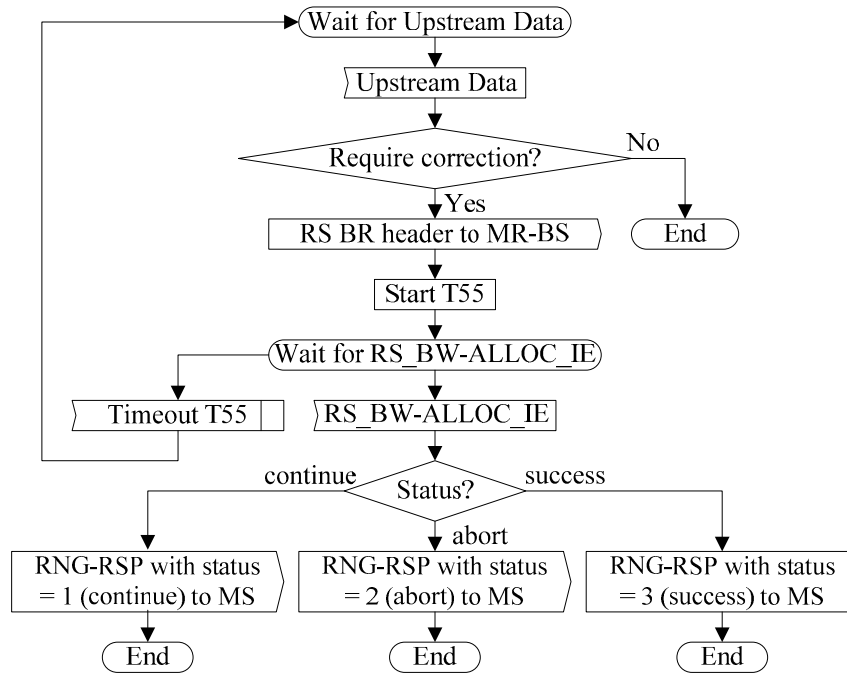 Wait for Upstream Data
Upstream Data
Require correction?
No
Yes
RS BR header to MR-BS
End
Start T55
Wait for RS_BW-ALLOC_IE
Timeout T55
RS_BW-ALLOC_IE
continue
Status?
success
abort
RNG-RSP with status
= 1 (continue) to MS
RNG-RSP with status
= 2 (abort) to MS
RNG-RSP with status
= 3 (success) to MS
End
End
End